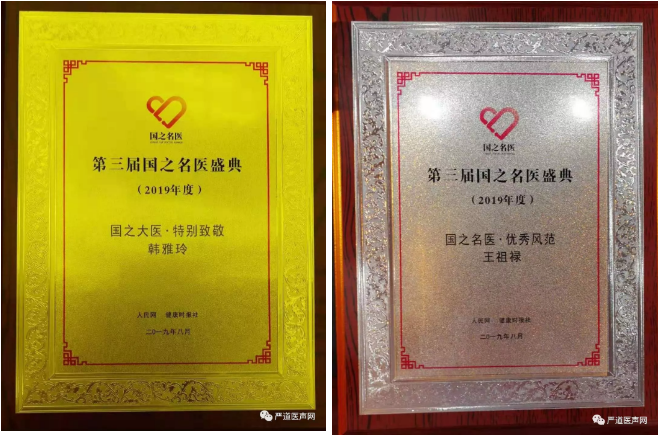 国之名医
第三届国之名医盛典
(2019年度)
国之大医·特别致敬
韩雅玲
人民网 健康时报社
二〇一九年八月
严道医声网
国之名医
第三届国之名医盛典
(2019年度)
国之名医·优秀风范
王祖禄
人民网 健康时报社
二〇一九年八月
严道医声网